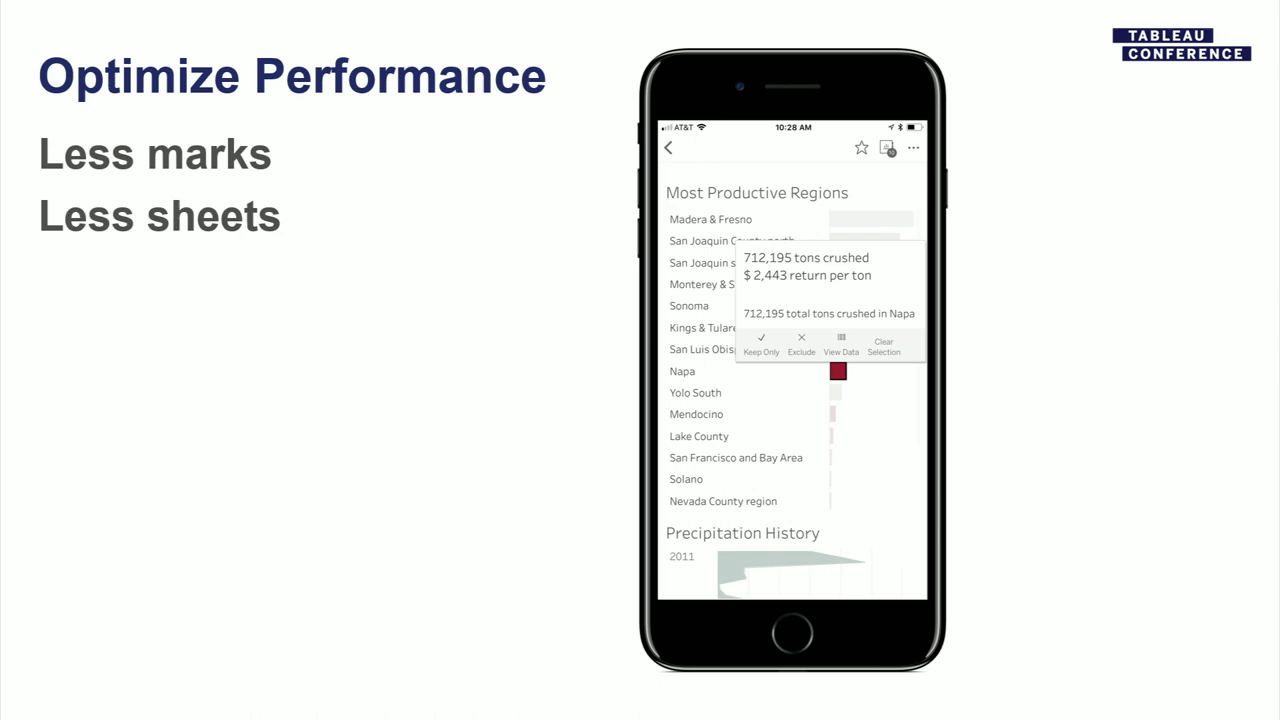 TABLEAU
CONFERENCE
Optimize Performance
Less marks
Less sheets
AT&T
10:28 AM
Most Productive Regions
Madera & Fresno
San Joaquin County north
San Joaquin s
Monterey & S
Sonoma
Kings & Tulare
San Luis Obisp
Napa
Yolo South
Mendocino
Lake County
San Francisco and Bay Area
Solano
Nevada County region
712,195 tons crushed
$ 2,443 return per ton
712,195 total tons crushed in Napa
Keep Only
Exclude
View Data
Clear
Selection
Precipitation History
2011